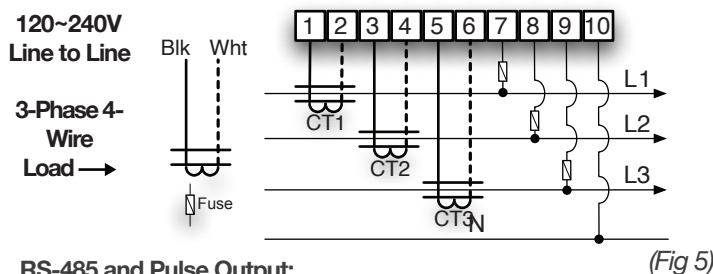 120~240V
Line to Line
3-Phase 4-
Wire
Load
Blk Wht
Fuse
1 2 3 4 5 6 7 8 9 10
L1
CT1
L2
CT2
L3
CT3
N
(Fig 5)
RS-485 and Pulse Output: